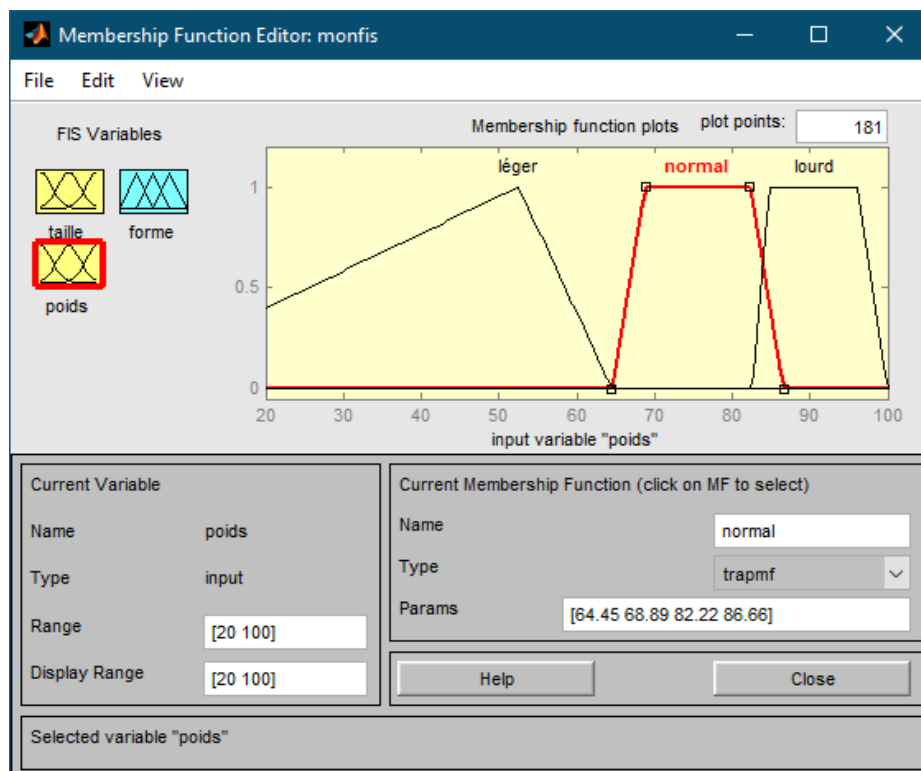 Membership Function Editor: monfis
File Edit View
FIS Variables
Membership function plots plot points: 181
taille forme
poids
léger normal lourd
1
0.5
0
20 30 40 50 60 70 80 90 100
input variable "poids"
Current Variable
Name poids
Type input
Range [20 100]
Display Range [20 100]
Current Membership Function (click on MF to select)
Name normal
Type trapmf
Params [64.45 68.89 82.22 86.66]
Help Close
Selected variable "poids"